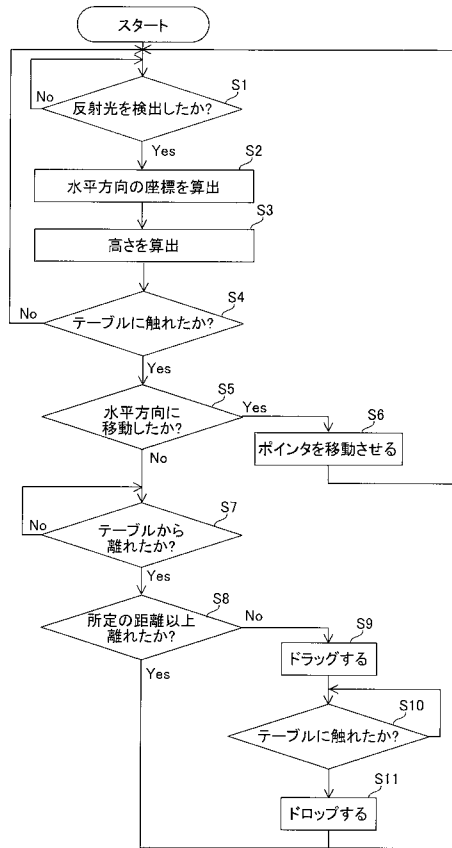 スタート
S1
反射光を検出したか?
No
Yes
S2
水平方向の座標を算出
S3
高さを算出
S4
No
テーブルに触れたか?
Yes
S5
水平方向に
移動したか?
Yes
No
S6
ポインタを移動させる
S7
テーブルから
離れたか?
No
Yes
S8
所定の距離以上
離れたか?
No
Yes
S9
ドラッグする
S10
テーブルに触れたか?
S11
ドロップする